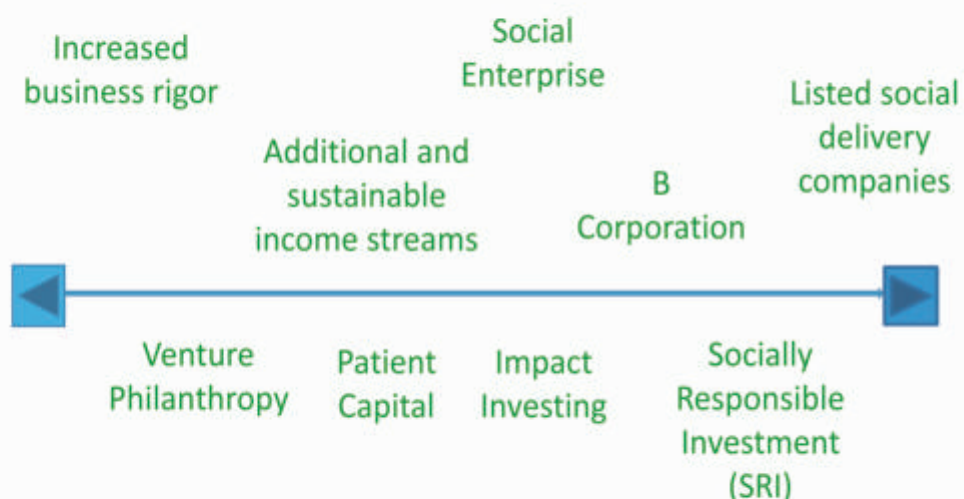 Increased
business rigor
Additional and
sustainable
income streams
Social
Enterprise
B
Corporation
Listed social
delivery
companies
Venture
Philanthropy
Patient
Capital
Impact
Investing
Socially
Responsible
Investment
(SRI)